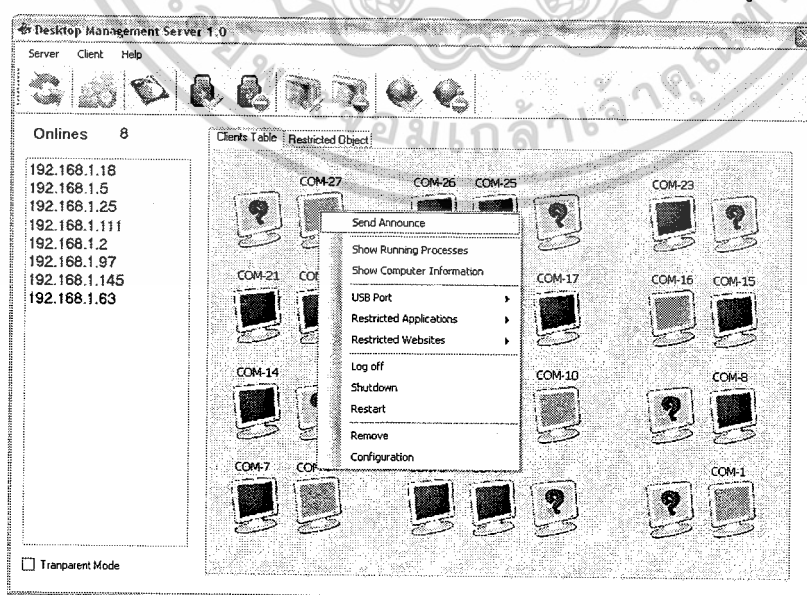 Desktop Management Server 1.0
Server Client Help
Onlines 8
Clients Table Restricted Object
192.168.1.18
192.168.1.5
192.168.1.25
192.168.1.111
192.168.1.2
192.168.1.97
192.168.1.145
192.168.1.63
COM-27 COM-26 COM-25 COM-23
Send Announce
Show Running Processes
Show Computer Information
USB Port
Restricted Applications
Restricted Websites
Log off
Shutdown
Restart
Remove
Configuration
COM-21 COM-17 COM-16 COM-15
COM-14 COM-10 COM-8
COM-7 COM-1
Tranparent Mode